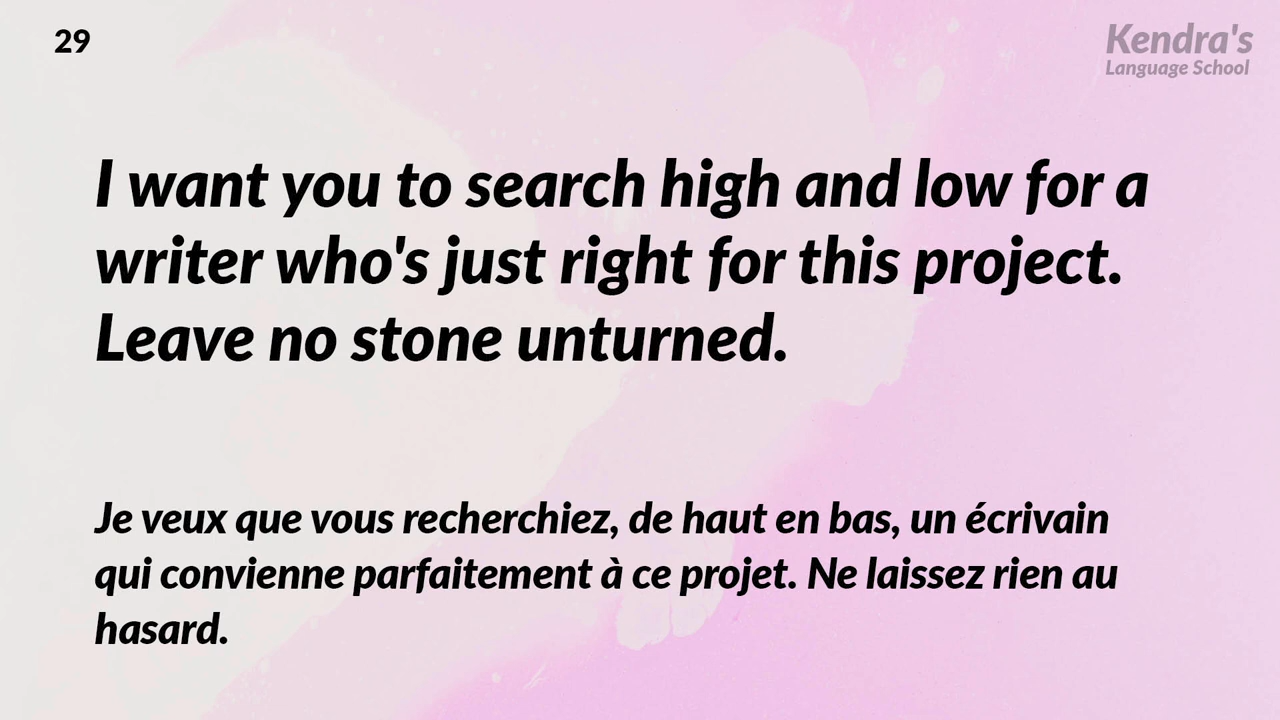 29
Kendra's
Language School
I want you to search high and low for a
writer who's just right for this project.
Leave no stone unturned.
Je veux que vous recherchiez, de haut en bas, un écrivain
qui convienne parfaitement à ce projet. Ne laissez rien au
hasard.